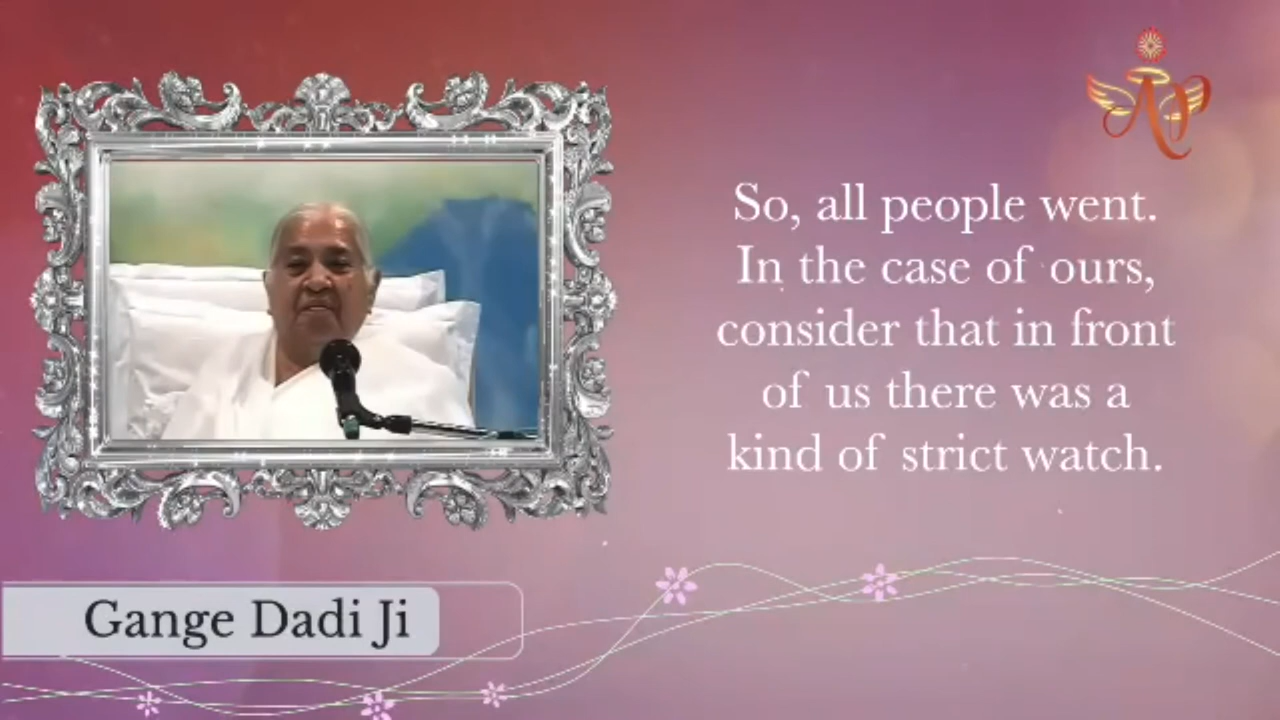 So, all people went.
In the case of ours,
consider that in front
of us there was a
kind of strict watch.
Gange Dadi Ji